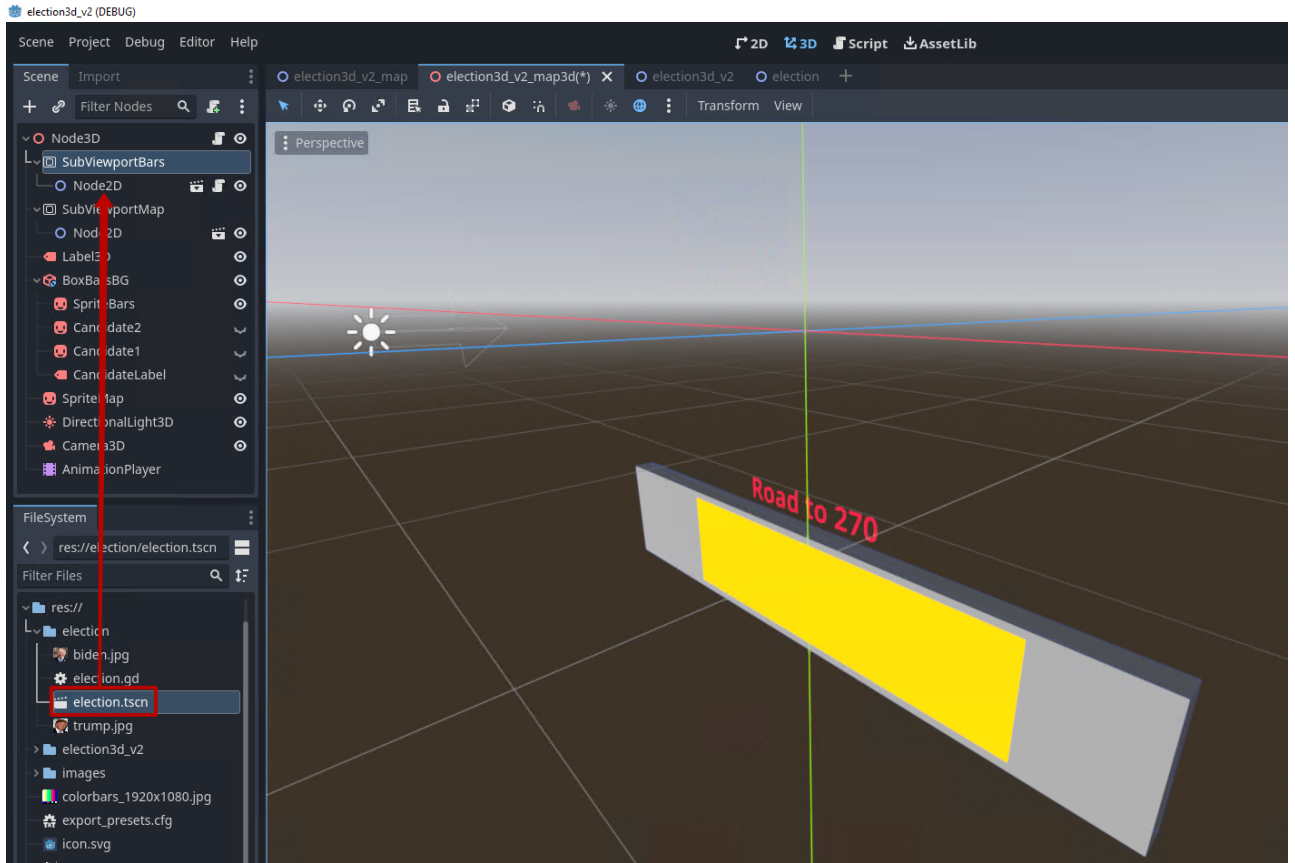 election3d_v2 (DEBUG)
Scene Project Debug Editor Help
2D 3D Script AssetLib
Scene Import
election3d_v2_map election3d_v2_map3d(*) election3d_v2 election
Filter Nodes
Transform View
Node3D
Perspective
SubViewportBars
Node2D
SubViewportMap
Node2D
Label3D
BoxBarsBG
SpriteBars
Candidate2
Candidate1
CandidateLabel
SpriteMap
DirectionalLight3D
Camera3D
AnimationPlayer
Road to 270
FileSystem
res://election/election.tscn
Filter Files
res://
election
biden.jpg
election.gd
election.tscn
trump.jpg
election3d_v2
images
colorbars_1920x1080.jpg
export_presets.cfg
icon.svg